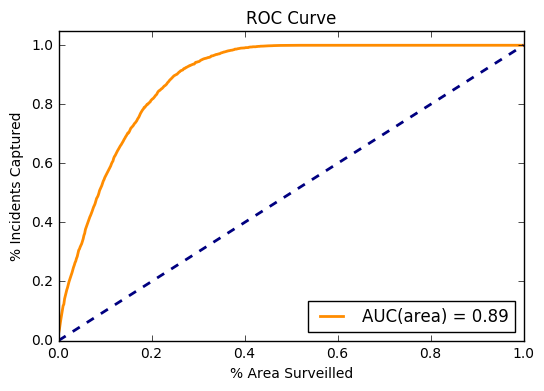 ROC Curve
1.0
0.8
0.6
0.4
0.2
0.0
% Incidents Captured
AUC(area) = 0.89
0.0 0.2 0.4 0.6 0.8 1.0
% Area Surveilled